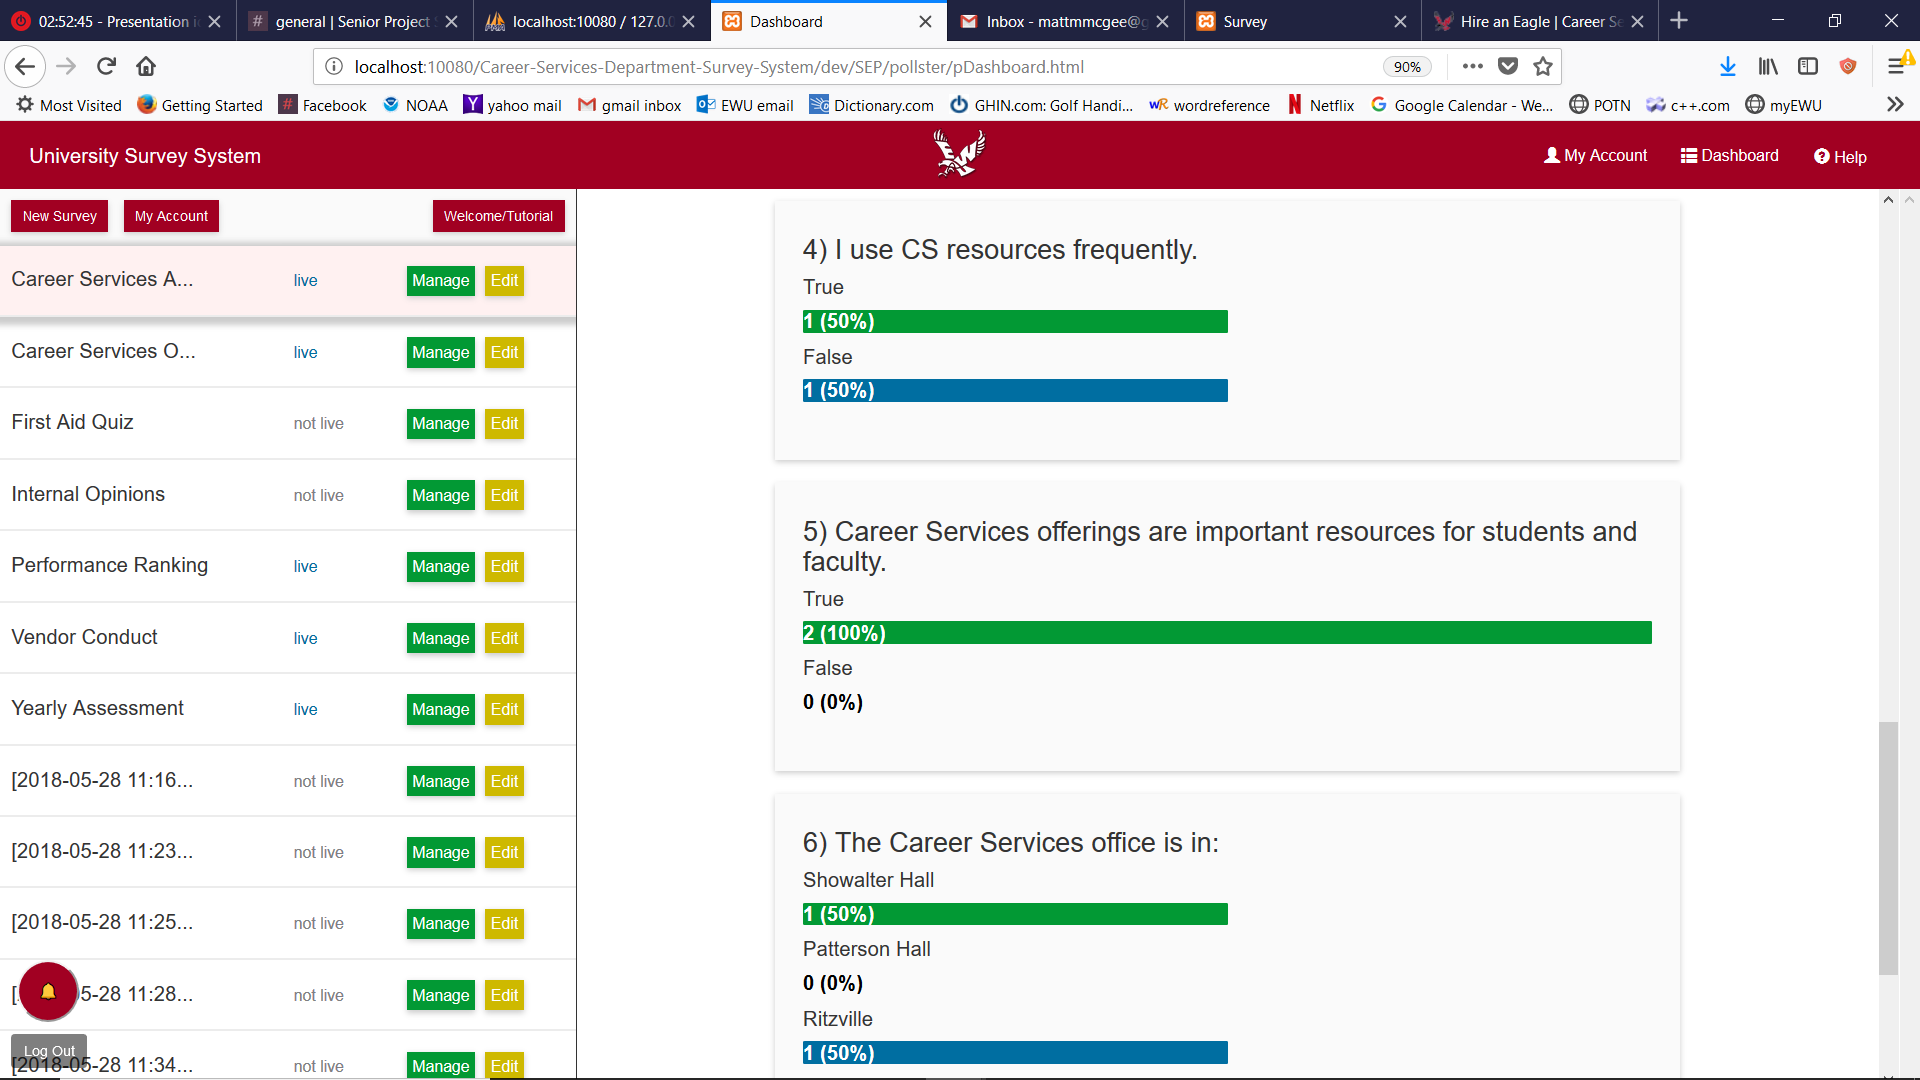 02:52:45 - Presentation
general | Senior Project
localhost:10080 / 127.0.
Dashboard
Inbox - mattmmcgee@g
Survey
Hire an Eagle | Career Se
localhost:10080/Career-Services-Department-Survey-System/dev/SEP/pollster/pDashboard.html
90%
Most Visited
Getting Started
Facebook
NOAA
yahoo mail
gmail inbox
EWU email
Dictionary.com
GHIN.com: Golf Handi...
wordreference
Netflix
Google Calendar - We...
POTN
c++.com
myEWU
University Survey System
My Account
Dashboard
Help
New Survey
My Account
Welcome/Tutorial
Career Services A... live Manage Edit
Career Services O... live Manage Edit
First Aid Quiz not live Manage Edit
Internal Opinions not live Manage Edit
Performance Ranking live Manage Edit
Vendor Conduct live Manage Edit
Yearly Assessment live Manage Edit
[2018-05-28 11:16... not live Manage Edit
[2018-05-28 11:23... not live Manage Edit
[2018-05-28 11:25... not live Manage Edit
5-28 11:28... not live Manage Edit
Log Out
[2018-05-28 11:34... not live Manage Edit
4) I use CS resources frequently.
True
1 (50%)
False
1 (50%)
5) Career Services offerings are important resources for students and
faculty.
True
2 (100%)
False
0 (0%)
6) The Career Services office is in:
Showalter Hall
1 (50%)
Patterson Hall
0 (0%)
Ritzville
1 (50%)